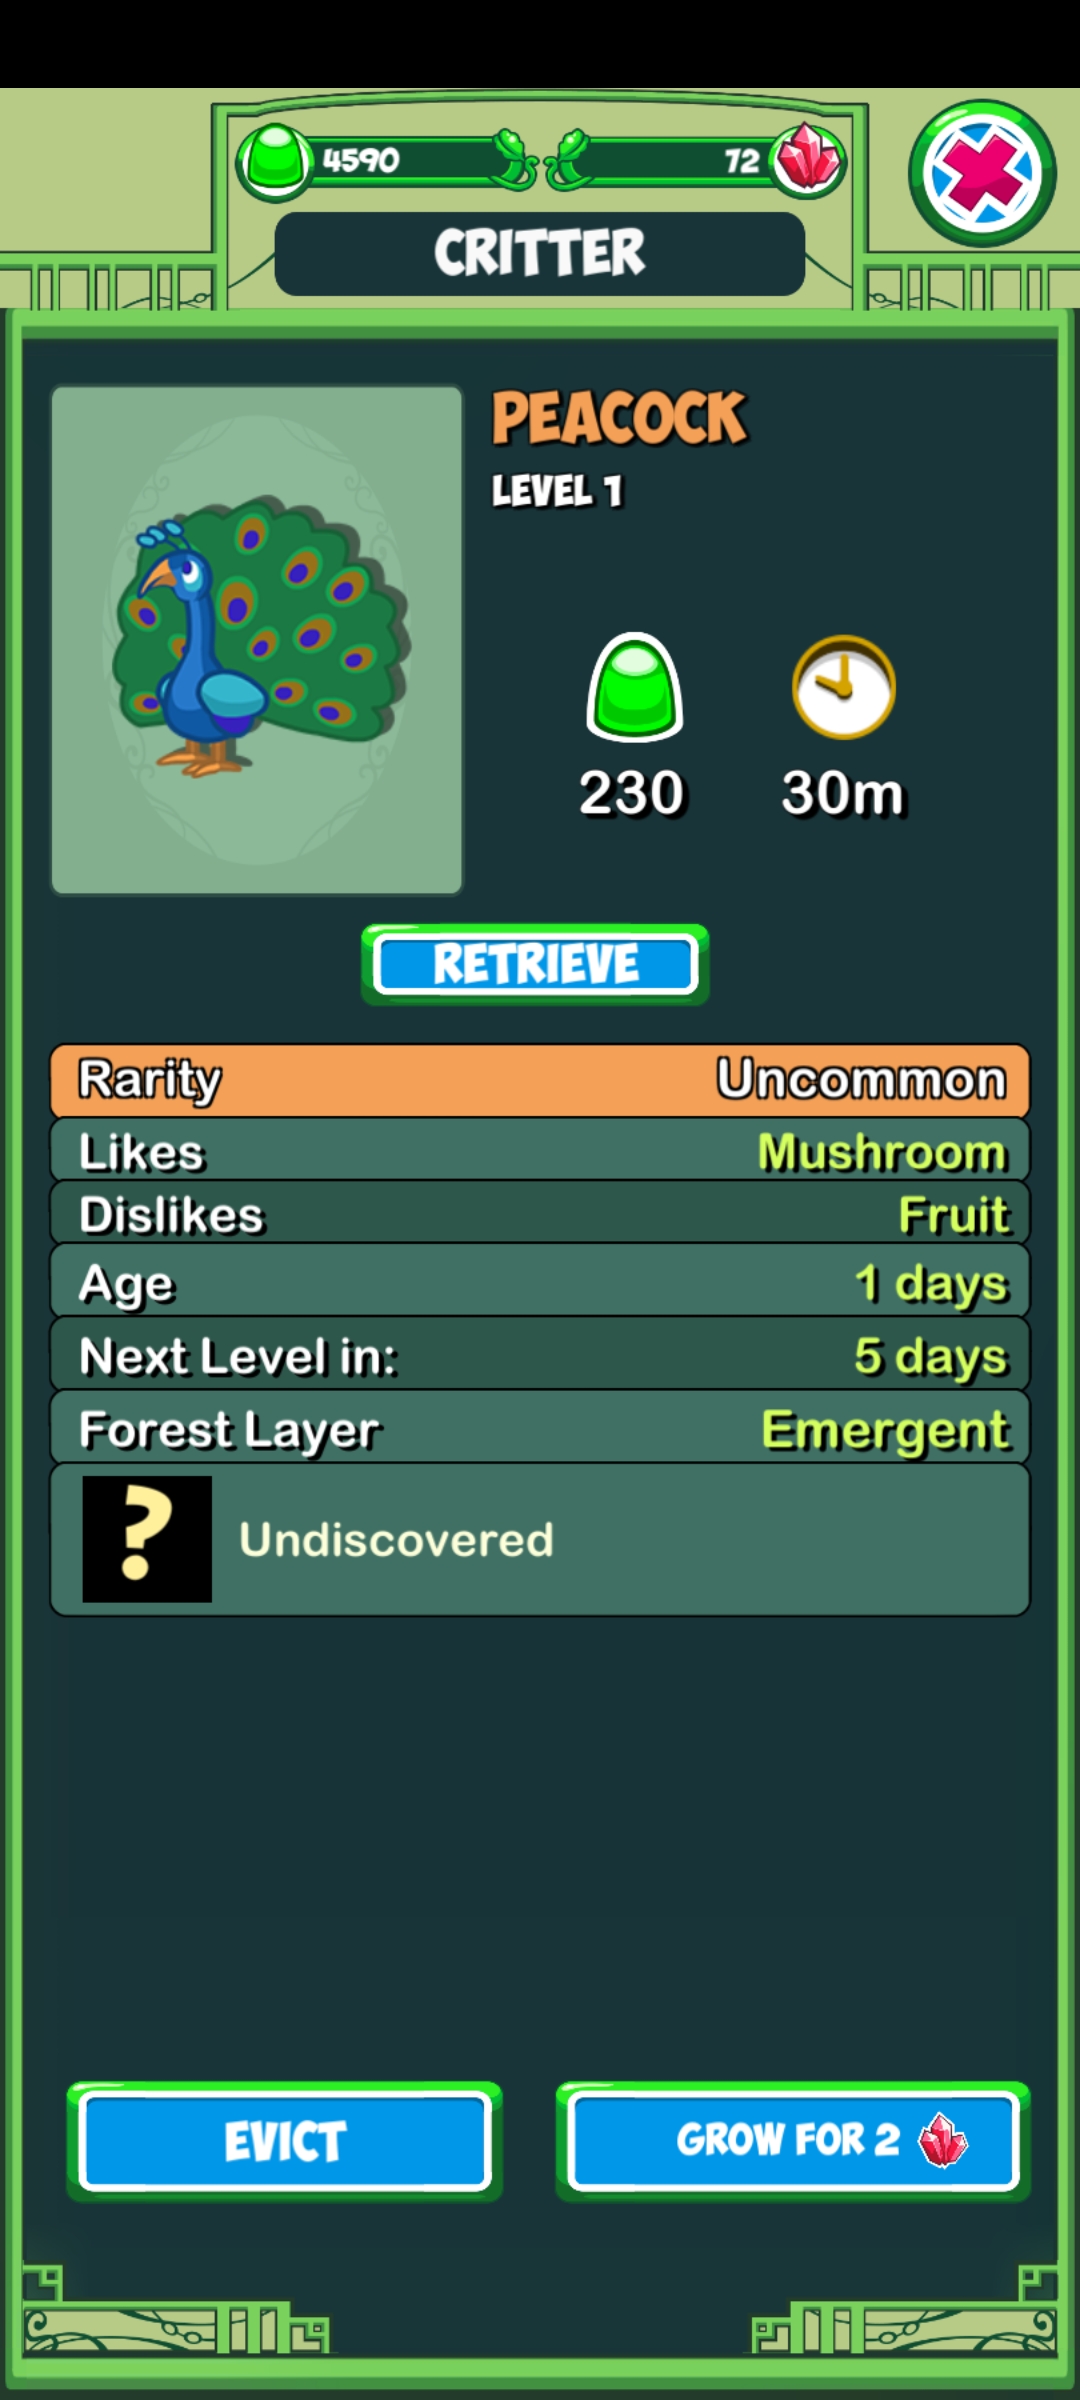 4590 72
CRITTER
PEACOCK
LEVEL 1
230 30m
RETRIEVE
Rarity Uncommon
Likes Mushroom
Dislikes Fruit
Age 1 days
Next Level in: 5 days
Forest Layer Emergent
? Undiscovered
EVICT GROW FOR 2